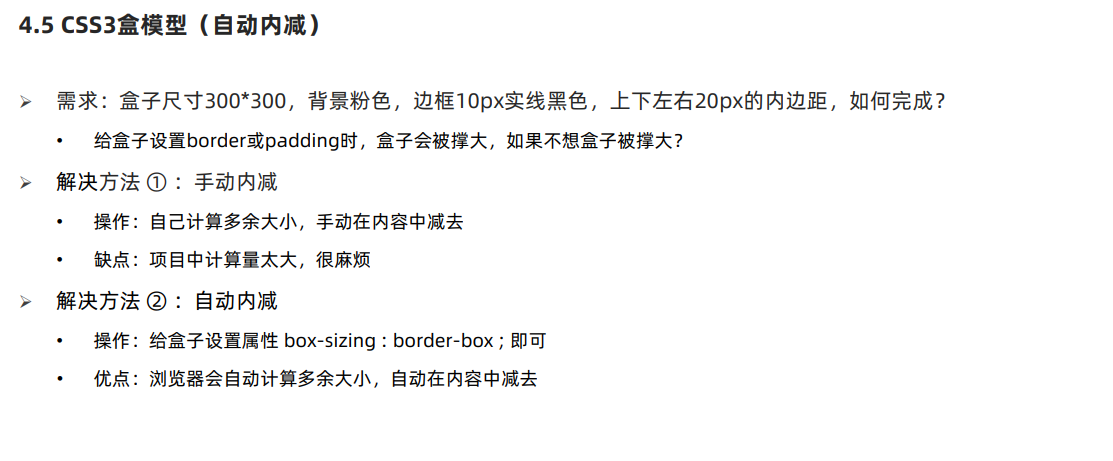 4.5 CSS3盒模型（自动内减）
➢ 需求：盒子尺寸300*300，背景粉色，边框10px实线黑色，上下左右20px的内边距，如何完成？
• 给盒子设置border或padding时，盒子会被撑大，如果不想盒子被撑大？
➢ 解决方法 ① ：手动内减
• 操作：自己计算多余大小，手动在内容中减去
• 缺点：项目中计算量太大，很麻烦
➢ 解决方法 ② ：自动内减
• 操作：给盒子设置属性 box-sizing : border-box ; 即可
• 优点：浏览器会自动计算多余大小，自动在内容中减去